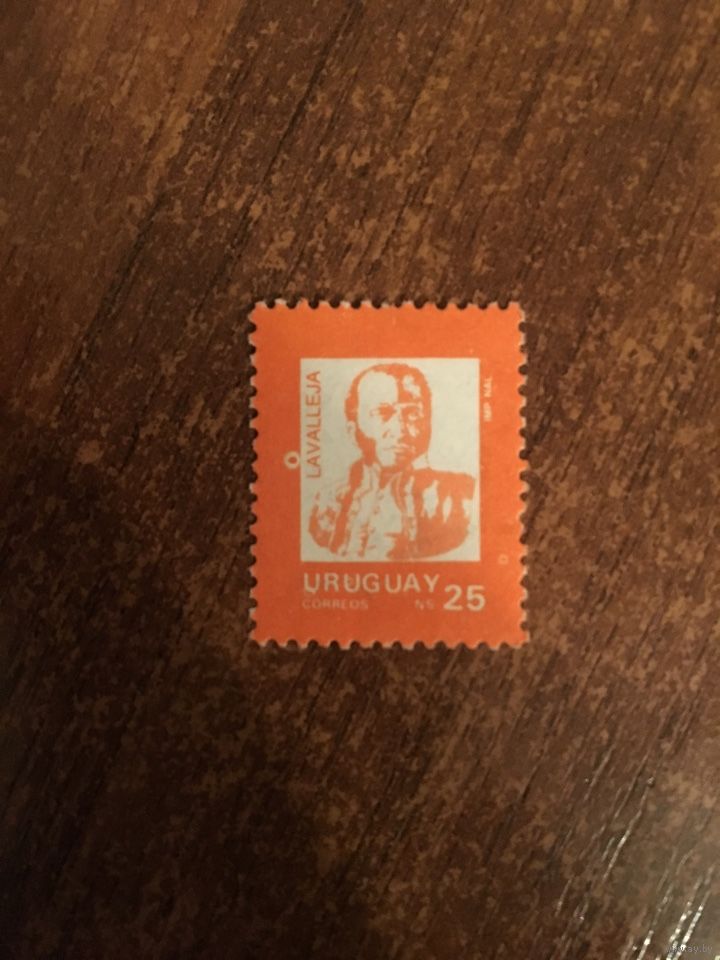 LAVALLEJA
IMP NAL
URUGUAY
CORREOS N$ 25